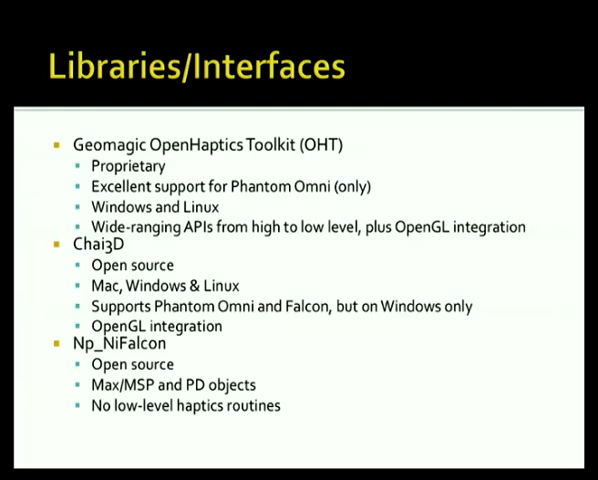 Libraries/Interfaces
Geomagic OpenHaptics Toolkit (OHT)
Proprietary
Excellent support for Phantom Omni (only)
Windows and Linux
Wide-ranging APIs from high to low level, plus OpenGL integration
Chai3D
Open source
Mac, Windows & Linux
Supports Phantom Omni and Falcon, but on Windows only
OpenGL integration
Np_NiFalcon
Open source
Max/MSP and PD objects
No low-level haptics routines